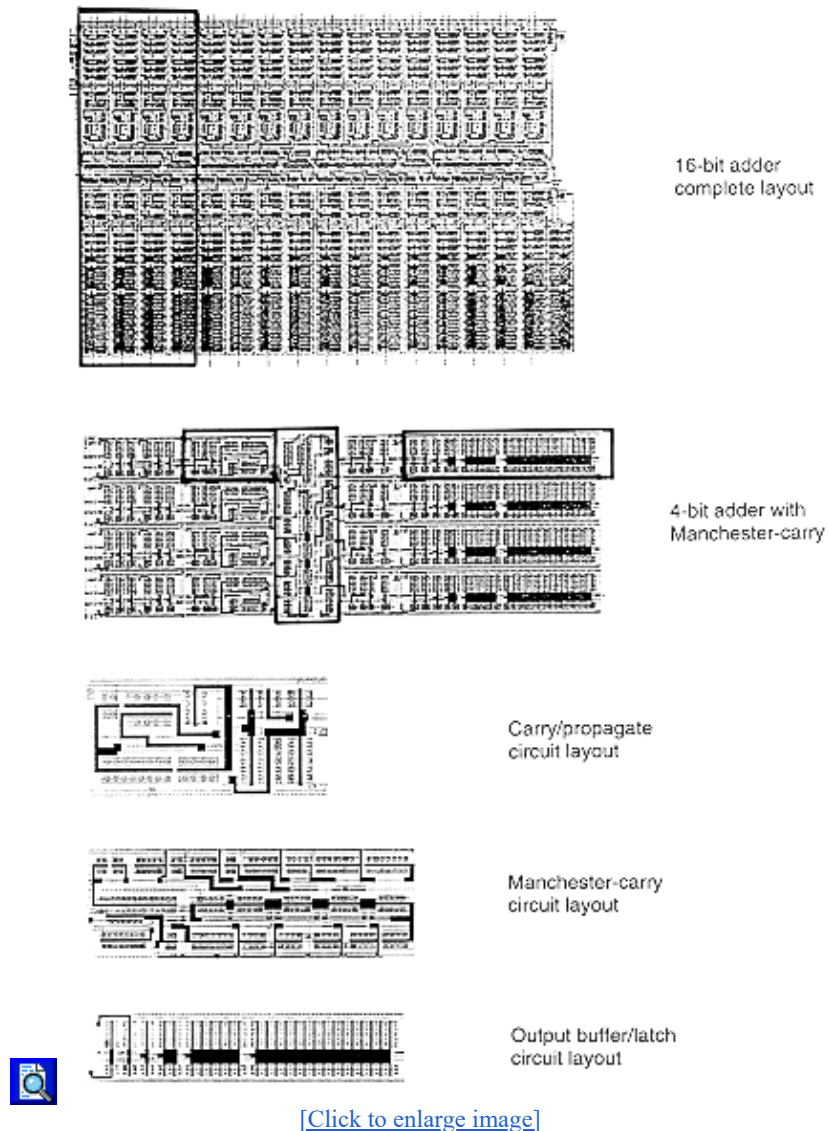 16-bit adder
complete layout
4-bit adder with
Manchester-carry
Carry/propagate
circuit layout
Manchester-carry
circuit layout
Output buffer/latch
circuit layout
[Click to enlarge image]